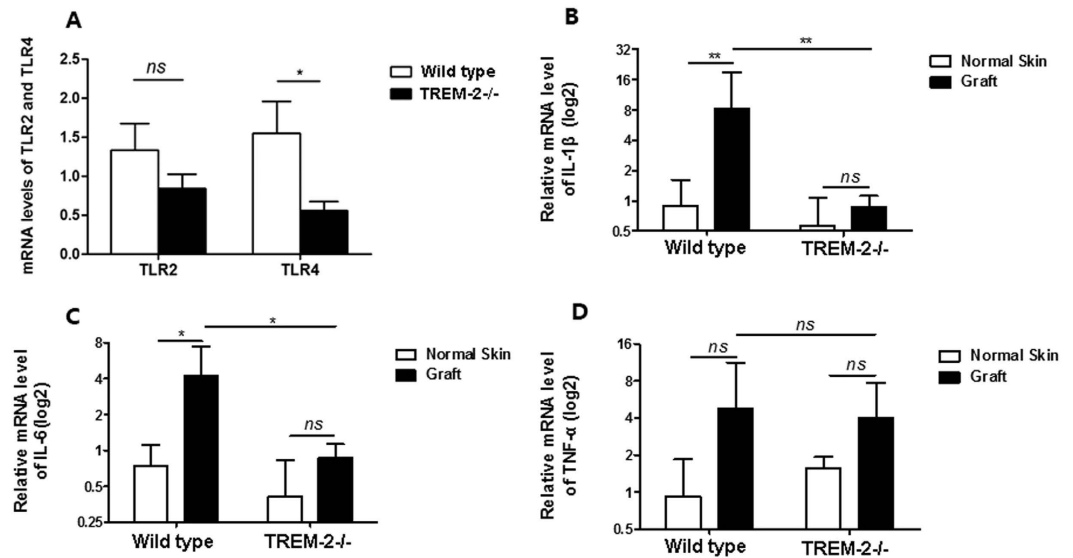 A
mRNA levels of TLR2 and TLR4
2.5
2.0
1.5
1.0
0.5
0.0
ns
*
TLR2
TLR4
Wild type
TREM-2-/-
B
Relative mRNA level
of IL-1β (log2)
32
16
8
4
2
1
0.5
**
**
ns
Wild type
TREM-2-/-
Normal Skin
Graft
C
Relative mRNA level
of IL-6(log2)
8
4
2
1
0.5
0.25
*
*
ns
Wild type
TREM-2-/-
Normal Skin
Graft
D
Relative mRNA level
of TNF-α (log2)
16
8
4
2
1
0.5
ns
ns
ns
Wild type
TREM-2-/-
Normal Skin
Graft